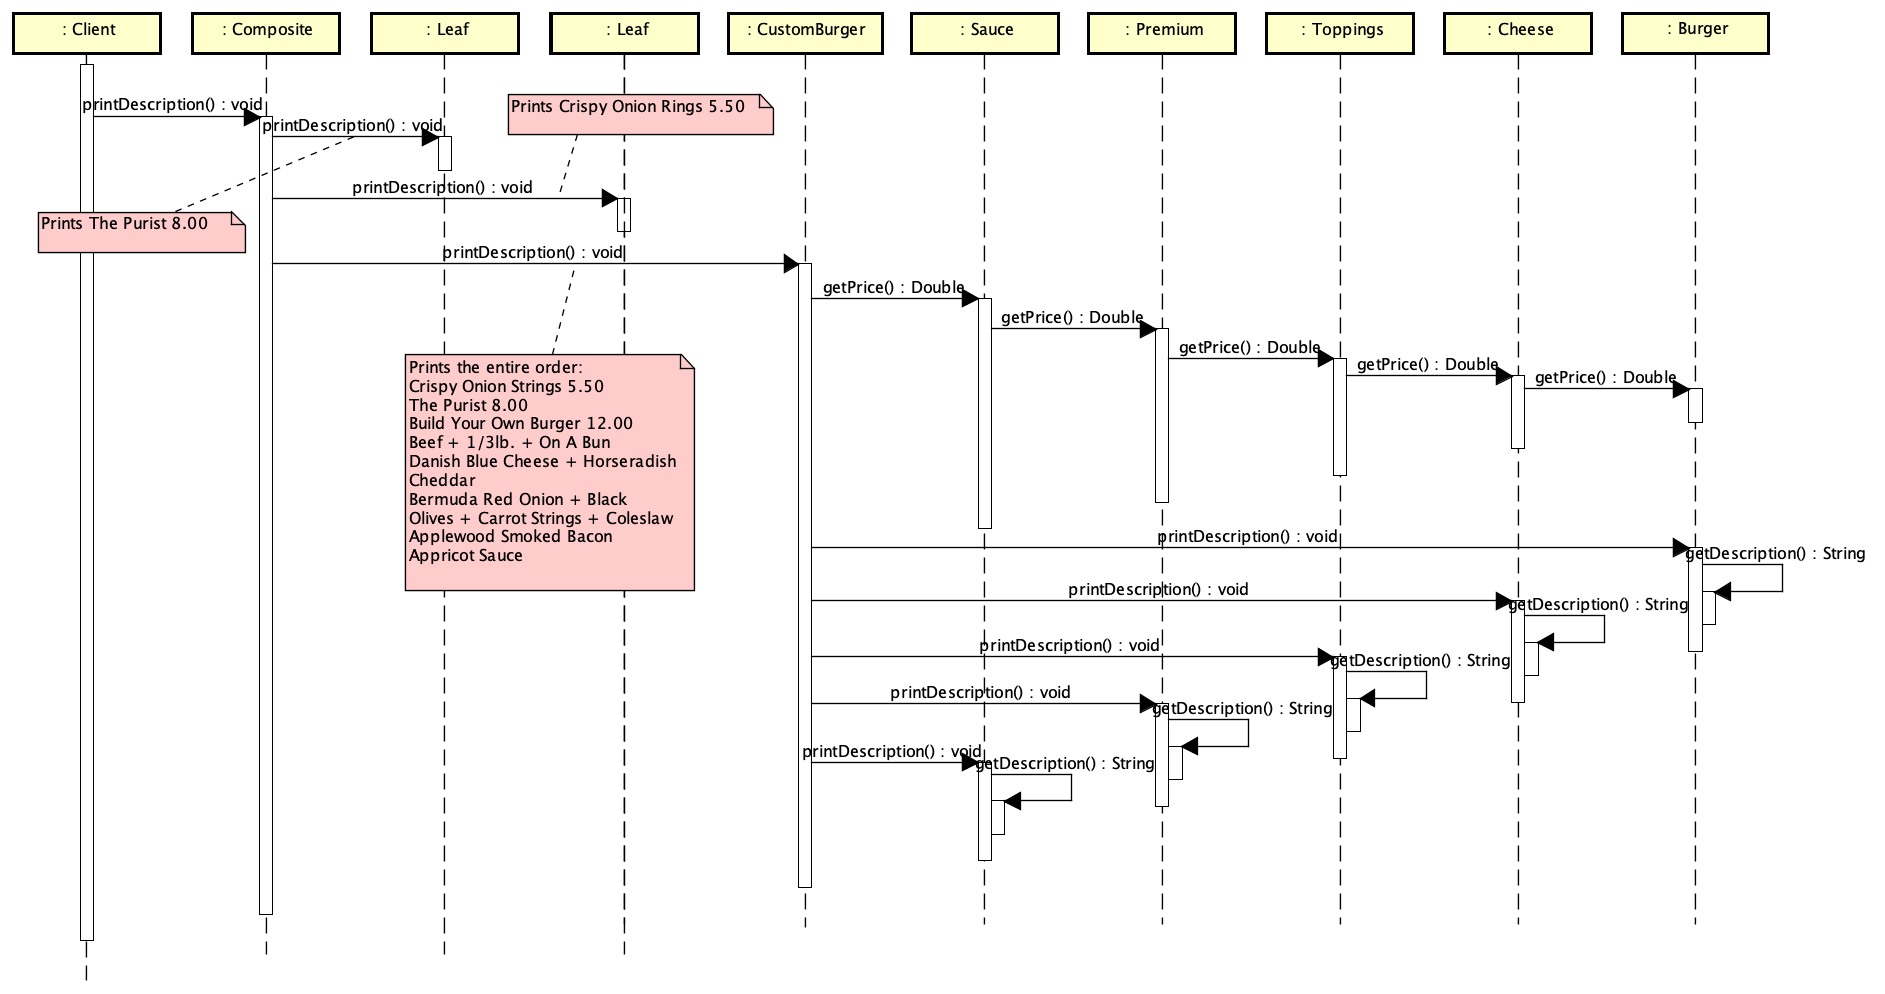 : Client
: Composite
: Leaf
: Leaf
: CustomBurger
: Sauce
: Premium
: Toppings
: Cheese
: Burger
printDescription() : void
Prints Crispy Onion Rings 5.50
printDescription() : void
printDescription() : void
Prints The Purist 8.00
printDescription() : void
getPrice() : Double
getPrice() : Double
getPrice() : Double
getPrice() : Double
getPrice() : Double
Prints the entire order:
Crispy Onion Strings 5.50
The Purist 8.00
Build Your Own Burger 12.00
Beef + 1/3lb. + On A Bun
Danish Blue Cheese + Horseradish
Cheddar
Bermuda Red Onion + Black
Olives + Carrot Strings + Coleslaw
Applewood Smoked Bacon
Appricot Sauce
printDescription() : void
getDescription() : String
printDescription() : void
getDescription() : String
printDescription() : void
getDescription() : String
printDescription() : void
getDescription() : String
printDescription() : void
getDescription() : String